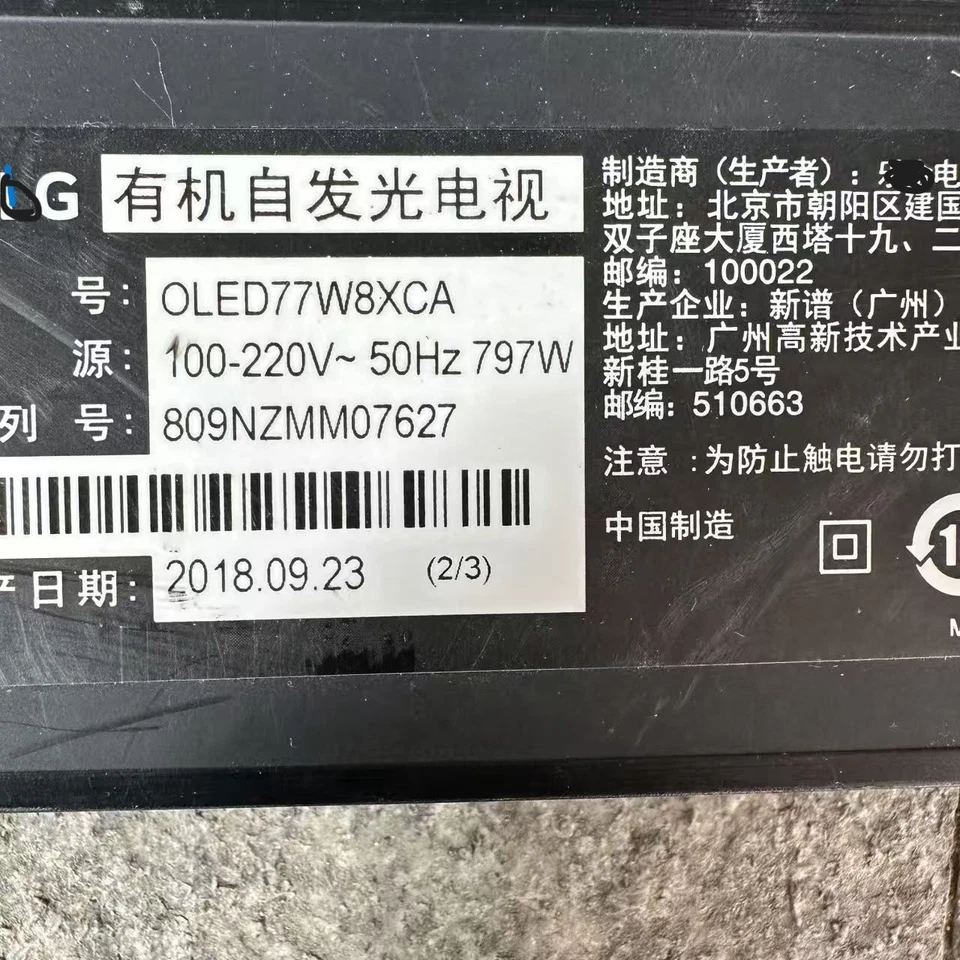 G 有机自发光电视
号： OLED77W8XCA
源： 100-220V~ 50Hz 797W
列 号： 809NZMM07627
日期： 2018.09.23 (2/3)
制造商（生产者）： 电
地址：北京市朝阳区建国
双子座大厦西塔十九、二
邮编：100022
生产企业：新谱（广州）
地址：广州高新技术产业
新桂一路5号
邮编：510663
注意 ：为防止触电请勿打
中国制造
1
M